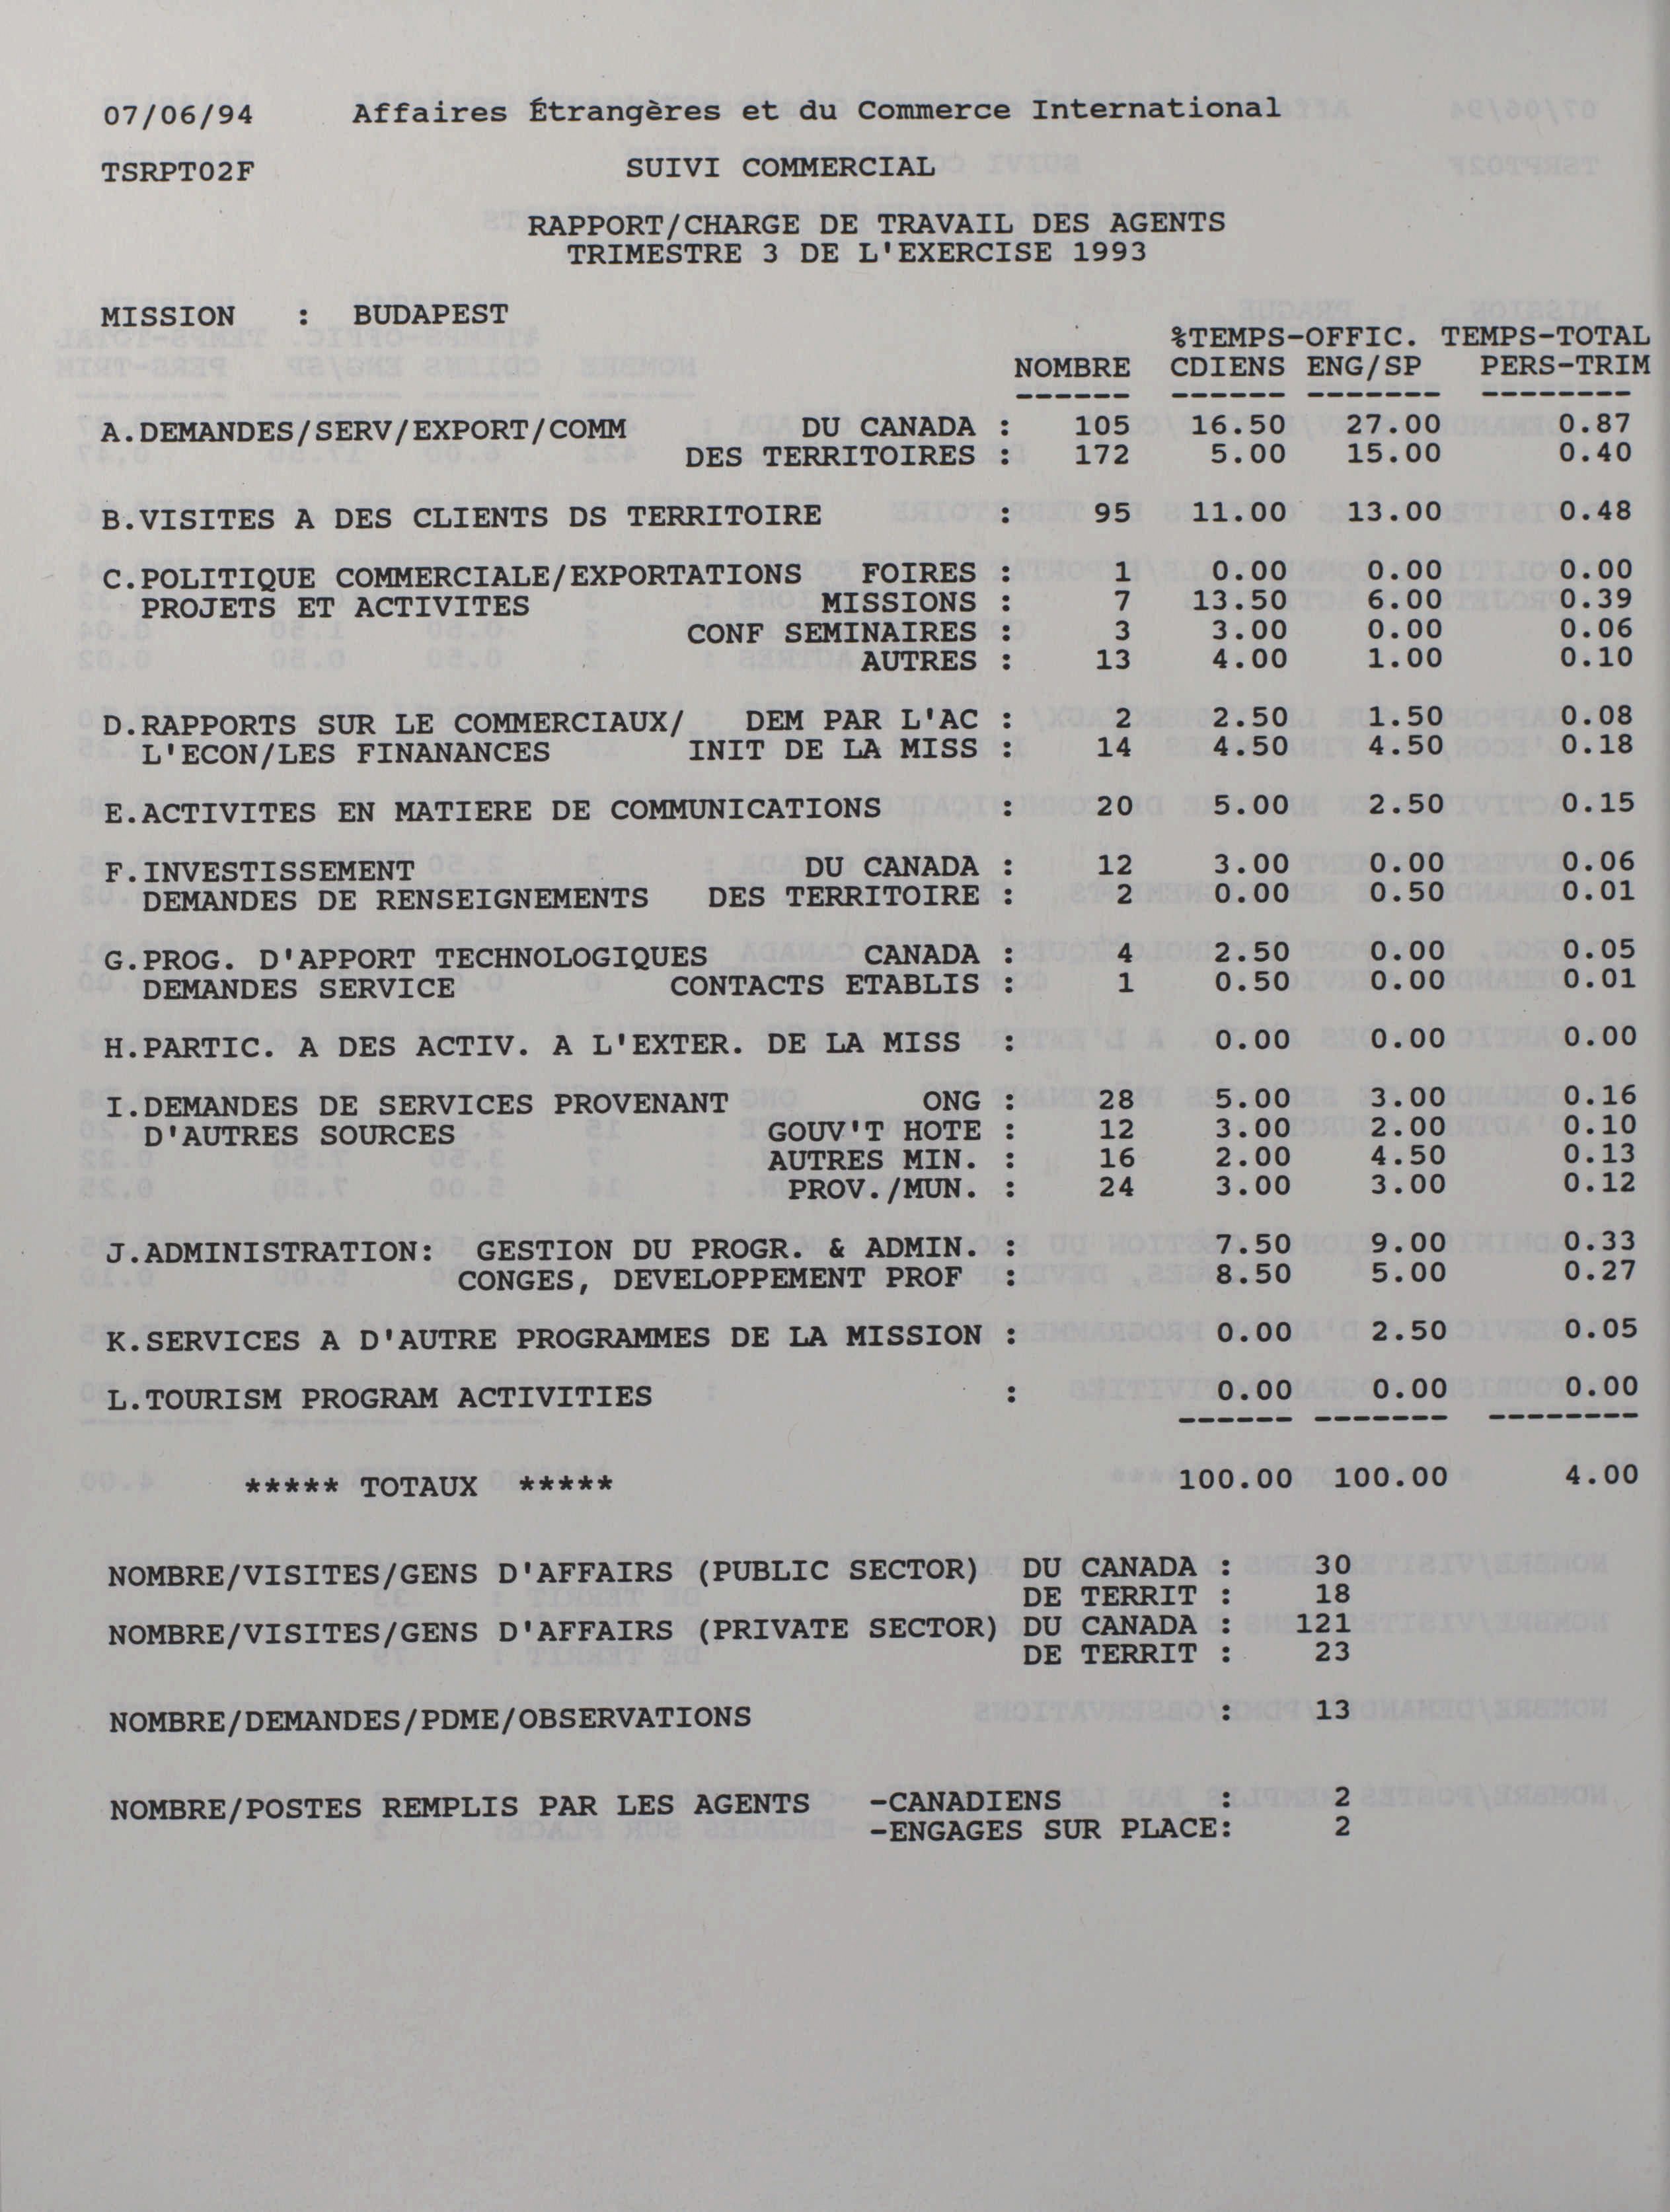 07/06/94 Affaires Étrangères et du Commerce International
TSRPT02F SUIVI COMMERCIAL
RAPPORT/CHARGE DE TRAVAIL DES AGENTS
TRIMESTRE 3 DE L'EXERCISE 1993
MISSION : BUDAPEST
%TEMPS-OFFIC. TEMPS-TOTAL
NOMBRE CDIENS ENG/SP PERS-TRIM
------ ------ ------- --------
A.DEMANDES/SERV/EXPORT/COMM DU CANADA : 105 16.50 27.00 0.87
DES TERRITOIRES : 172 5.00 15.00 0.40
B.VISITES A DES CLIENTS DS TERRITOIRE : 95 11.00 13.00 0.48
C.POLITIQUE COMMERCIALE/EXPORTATIONS FOIRES : 1 0.00 0.00 0.00
PROJETS ET ACTIVITES MISSIONS : 7 13.50 6.00 0.39
CONF SEMINAIRES : 3 3.00 0.00 0.06
AUTRES : 13 4.00 1.00 0.10
D.RAPPORTS SUR LE COMMERCIAUX/ DEM PAR L'AC : 2 2.50 1.50 0.08
L'ECON/LES FINANANCES INIT DE LA MISS : 14 4.50 4.50 0.18
E.ACTIVITES EN MATIERE DE COMMUNICATIONS : 20 5.00 2.50 0.15
F.INVESTISSEMENT DU CANADA : 12 3.00 0.00 0.06
DEMANDES DE RENSEIGNEMENTS DES TERRITOIRE : 2 0.00 0.50 0.01
G.PROG. D'APPORT TECHNOLOGIQUES CANADA : 4 2.50 0.00 0.05
DEMANDES SERVICE CONTACTS ETABLIS : 1 0.50 0.00 0.01
H.PARTIC. A DES ACTIV. A L'EXTER. DE LA MISS : 0.00 0.00 0.00
I.DEMANDES DE SERVICES PROVENANT ONG : 28 5.00 3.00 0.16
D'AUTRES SOURCES GOUV'T HOTE : 12 3.00 2.00 0.10
AUTRES MIN. : 16 2.00 4.50 0.13
PROV./MUN. : 24 3.00 3.00 0.12
J.ADMINISTRATION: GESTION DU PROGR. & ADMIN. : 7.50 9.00 0.33
CONGES, DEVELOPPEMENT PROF : 8.50 5.00 0.27
K.SERVICES A D'AUTRE PROGRAMMES DE LA MISSION : 0.00 2.50 0.05
L.TOURISM PROGRAM ACTIVITIES : 0.00 0.00 0.00
------ ------- --------
***** TOTAUX ***** 100.00 100.00 4.00
NOMBRE/VISITES/GENS D'AFFAIRS (PUBLIC SECTOR) DU CANADA : 30
DE TERRIT : 18
NOMBRE/VISITES/GENS D'AFFAIRS (PRIVATE SECTOR) DU CANADA : 121
DE TERRIT : 23
NOMBRE/DEMANDES/PDME/OBSERVATIONS : 13
NOMBRE/POSTES REMPLIS PAR LES AGENTS -CANADIENS : 2
-ENGAGES SUR PLACE: 2